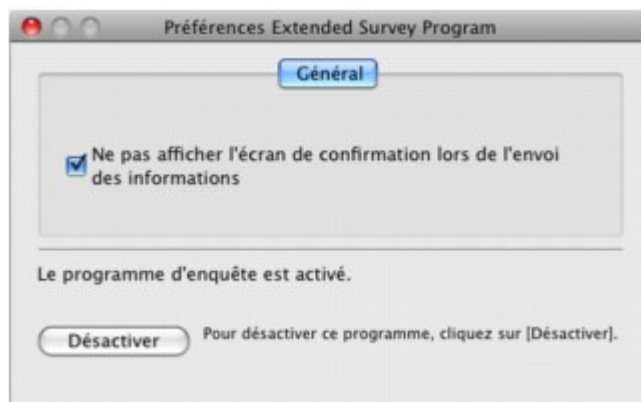 Préférences Extended Survey Program
Général
Ne pas afficher l'écran de confirmation lors de l'envoi
des informations
Le programme d'enquête est activé.
Désactiver
Pour désactiver ce programme, cliquez sur [Désactiver].